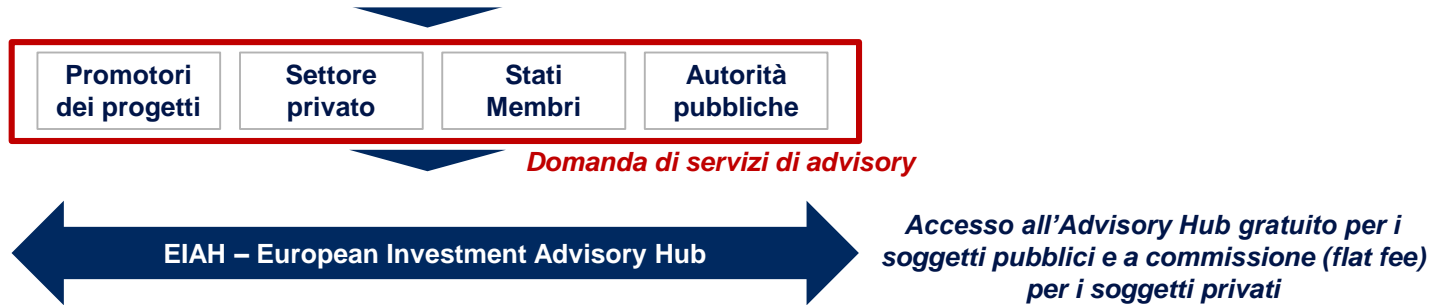 Promotori
dei progetti
Settore
privato
Stati
Membri
Autorità
pubbliche
Domanda di servizi di advisory
EIAH – European Investment Advisory Hub
Accesso all’Advisory Hub gratuito per i
soggetti pubblici e a commissione (flat fee)
per i soggetti privati